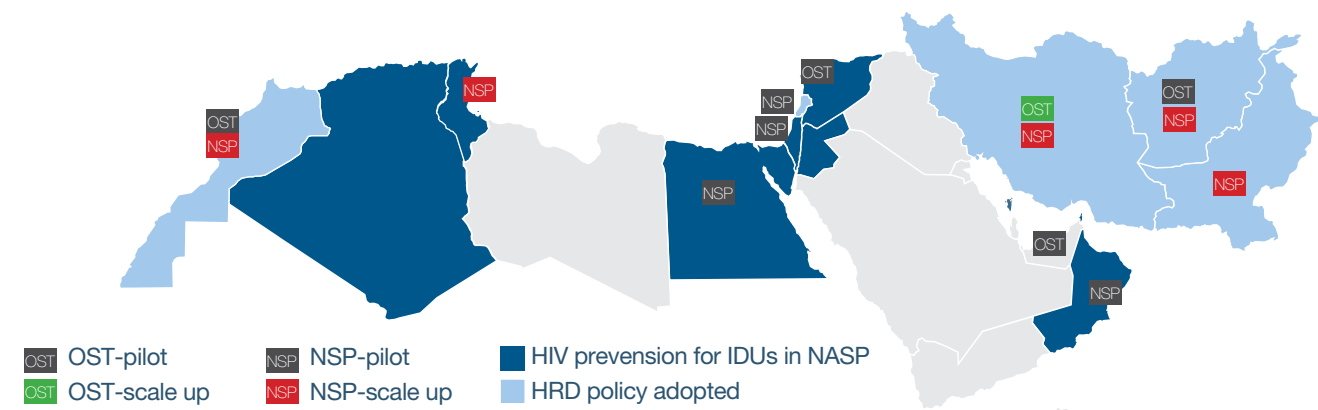 OST
NSP
NSP
OST
NSP
NSP
NSP
OST
NSP
OST
NSP
NSP
OST
NSP
OST OST-pilot
NSP NSP-pilot
HIV prevension for IDUs in NASP
OST OST-scale up
NSP NSP-scale up
HRD policy adopted